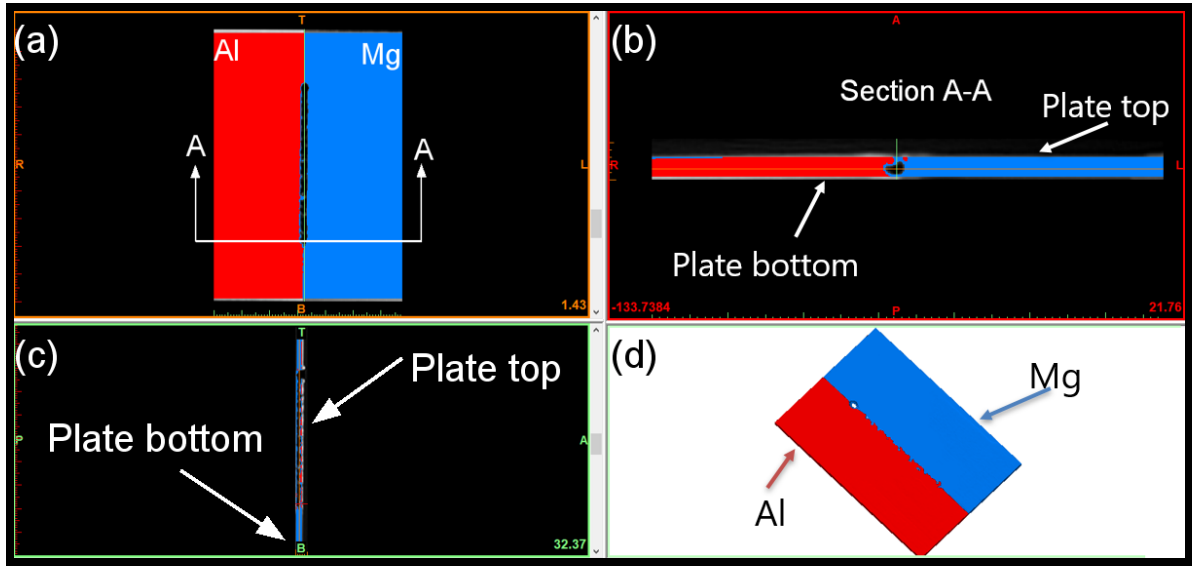 (a)
T
Al
Mg
A
A
R
L
B
1.43
(b)
A
Section A-A
Plate top
R
L
Plate bottom
-133.7384
P
21.76
(c)
T
Plate top
Plate bottom
P
A
B
32.37
(d)
Mg
Al